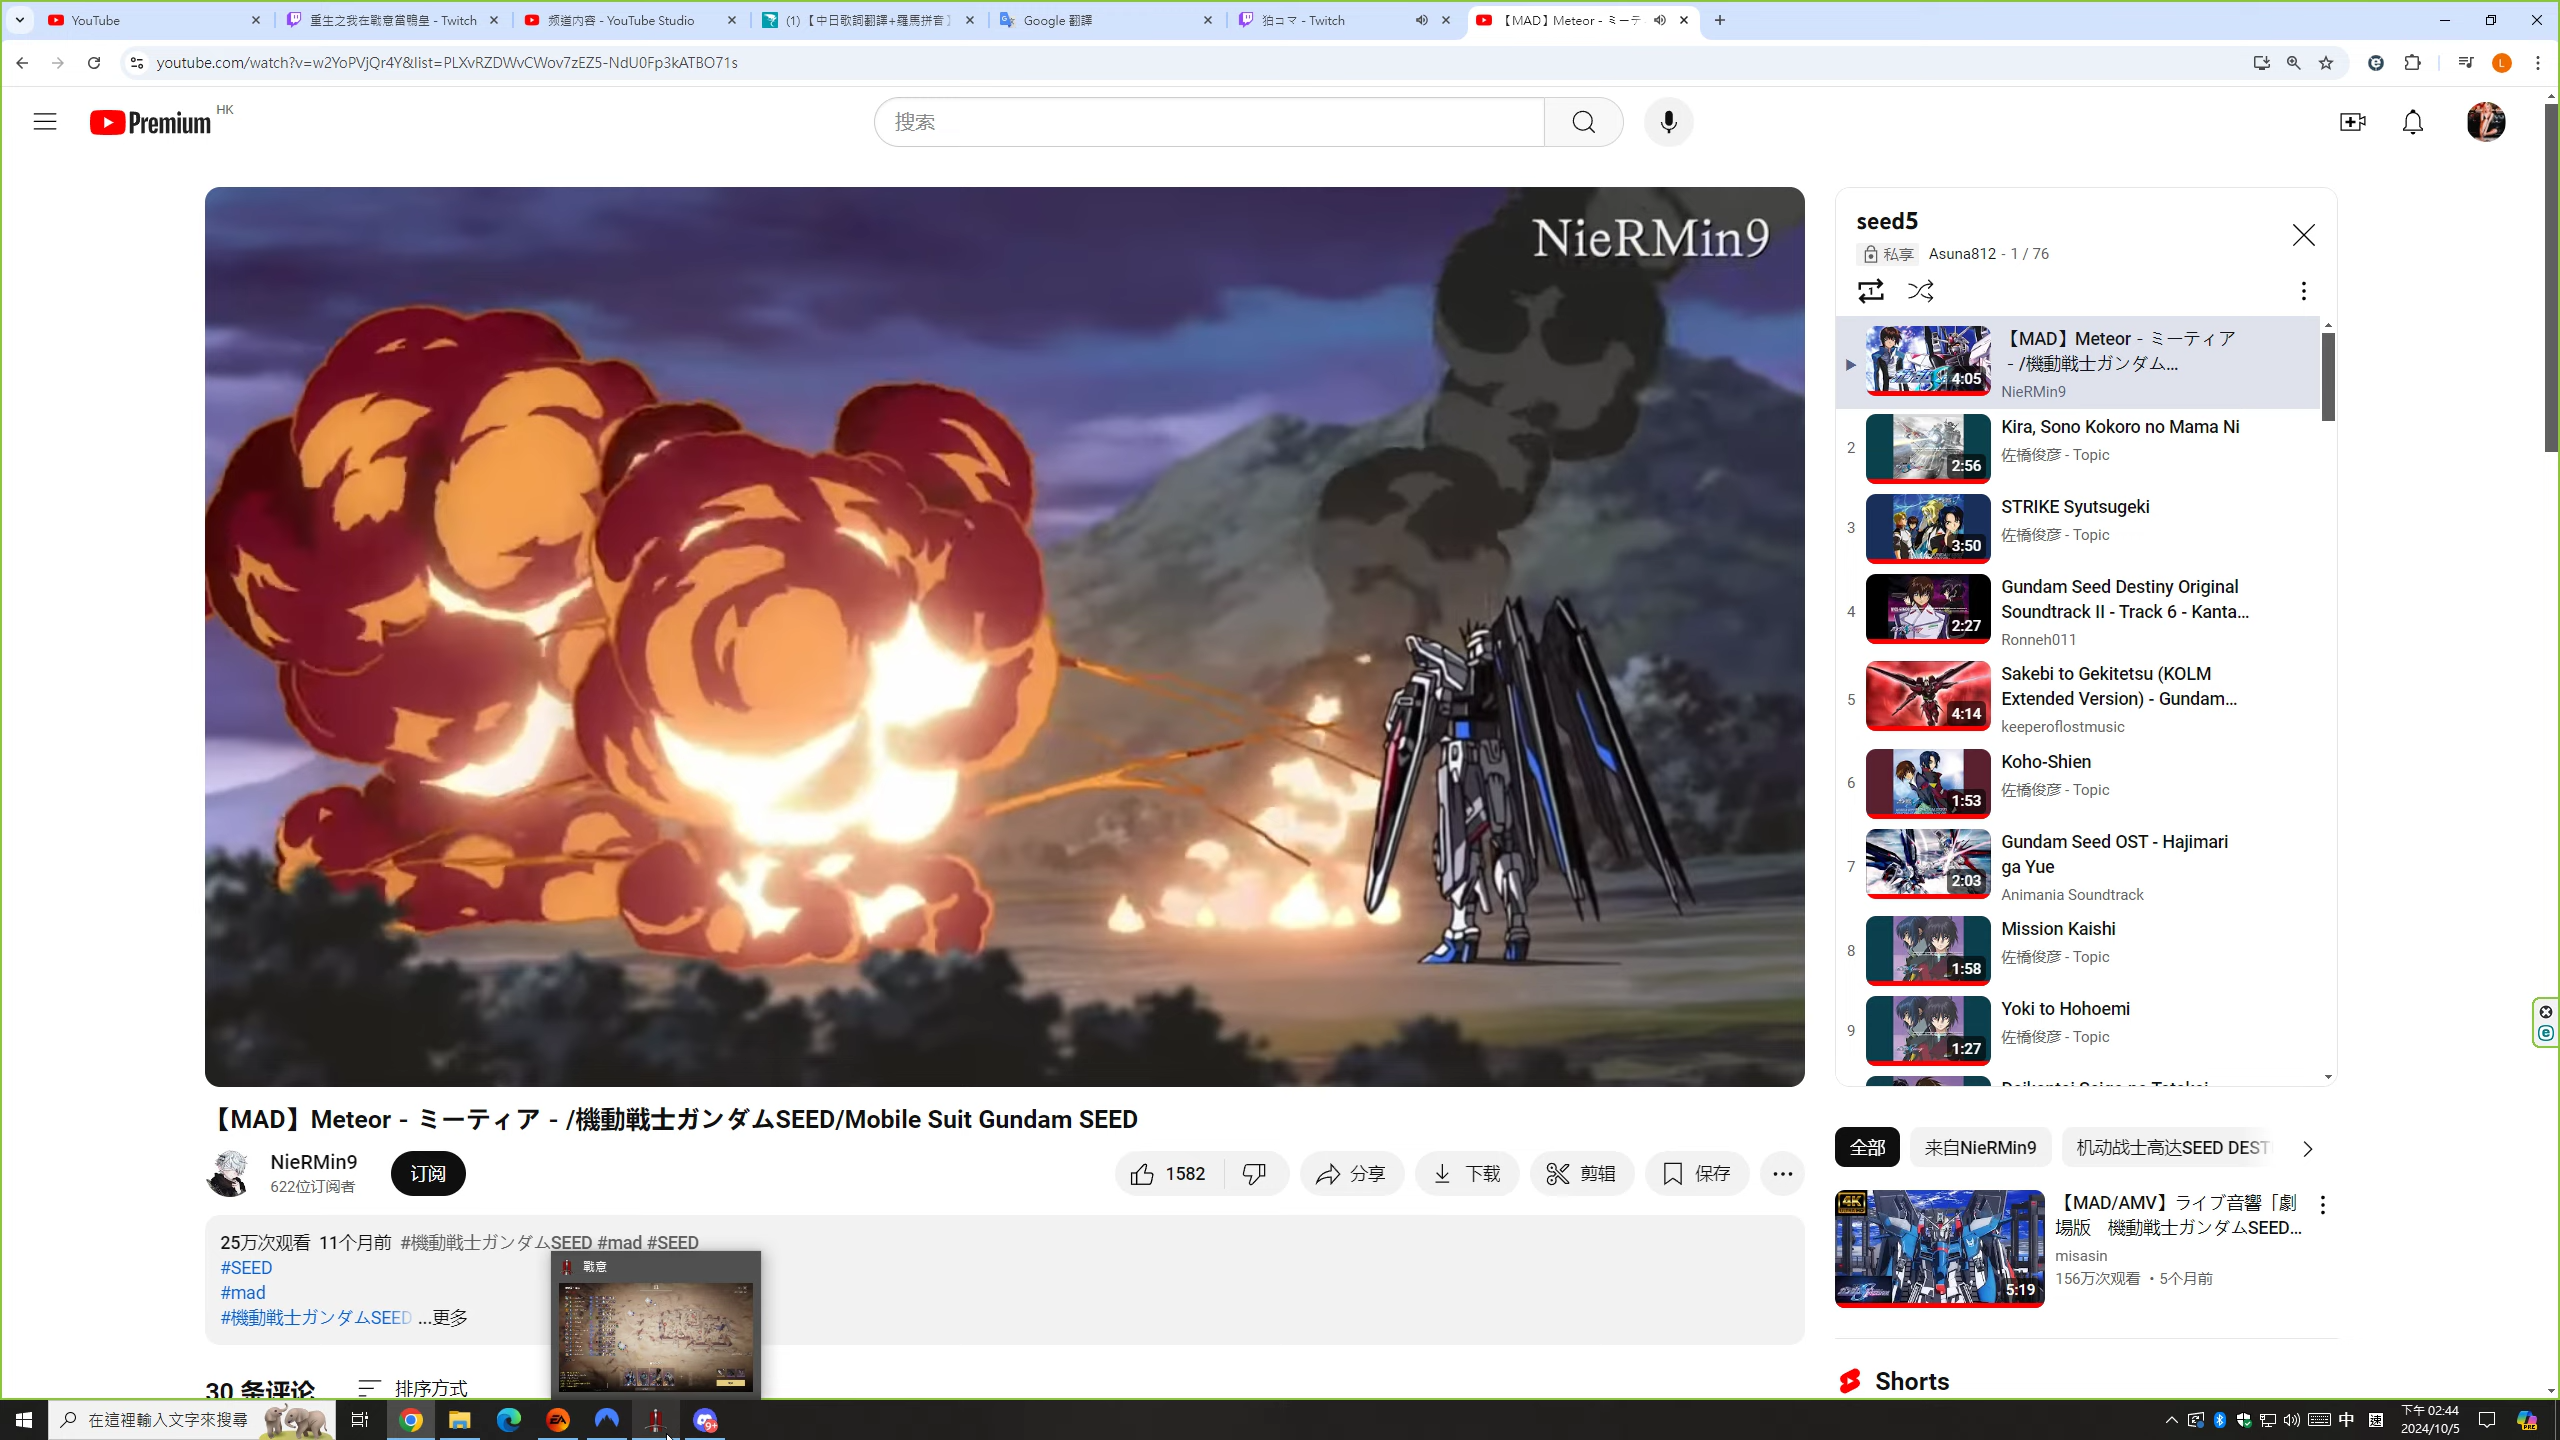 YouTube
重生之我在戰意當鴨皇 - Twitch
频道内容 - YouTube Studio
(1)【中日歌詞翻譯+羅馬拼音】
Google 翻譯
狛コマ - Twitch
【MAD】Meteor - ミーテ
youtube.com/watch?v=w2YoPVjQr4Y&list=PLXvRZDWvCWov7zEZ5-NdU0Fp3kATBO71s
L
Premium HK
搜索
NieRMin9
seed5
私享 Asuna812 - 1 / 76
【MAD】Meteor - ミーティア
- /機動戦士ガンダム...
NieRMin9
4:05
2
Kira, Sono Kokoro no Mama Ni
佐橋俊彦 - Topic
2:56
3
STRIKE Syutsugeki
佐橋俊彦 - Topic
3:50
4
Gundam Seed Destiny Original
Soundtrack II - Track 6 - Kanta...
Ronneh011
2:27
5
Sakebi to Gekitetsu (KOLM
Extended Version) - Gundam...
keeperoflostmusic
4:14
6
Koho-Shien
佐橋俊彦 - Topic
1:53
7
Gundam Seed OST - Hajimari
ga Yue
Animania Soundtrack
2:03
8
Mission Kaishi
佐橋俊彦 - Topic
1:58
9
Yoki to Hohoemi
佐橋俊彦 - Topic
1:27
【MAD】Meteor - ミーティア - /機動戦士ガンダムSEED/Mobile Suit Gundam SEED
NieRMin9
622位订阅者
订阅
1582
分享
下载
剪辑
保存
25万次观看 11个月前 #機動戦士ガンダムSEED #mad #SEED
#SEED
#mad
#機動戦士ガンダムSEED ...更多
戰意
30 条评论
排序方式
全部
来自NieRMin9
机动战士高达SEED DEST
4K
【MAD/AMV】ライブ音響「劇
場版 機動戦士ガンダムSEED...
misasin
156万次观看 ・5个月前
5:19
Shorts
在這裡輸入文字來搜尋
EA
9+
中
速
下午 02:44
2024/10/5
PRE